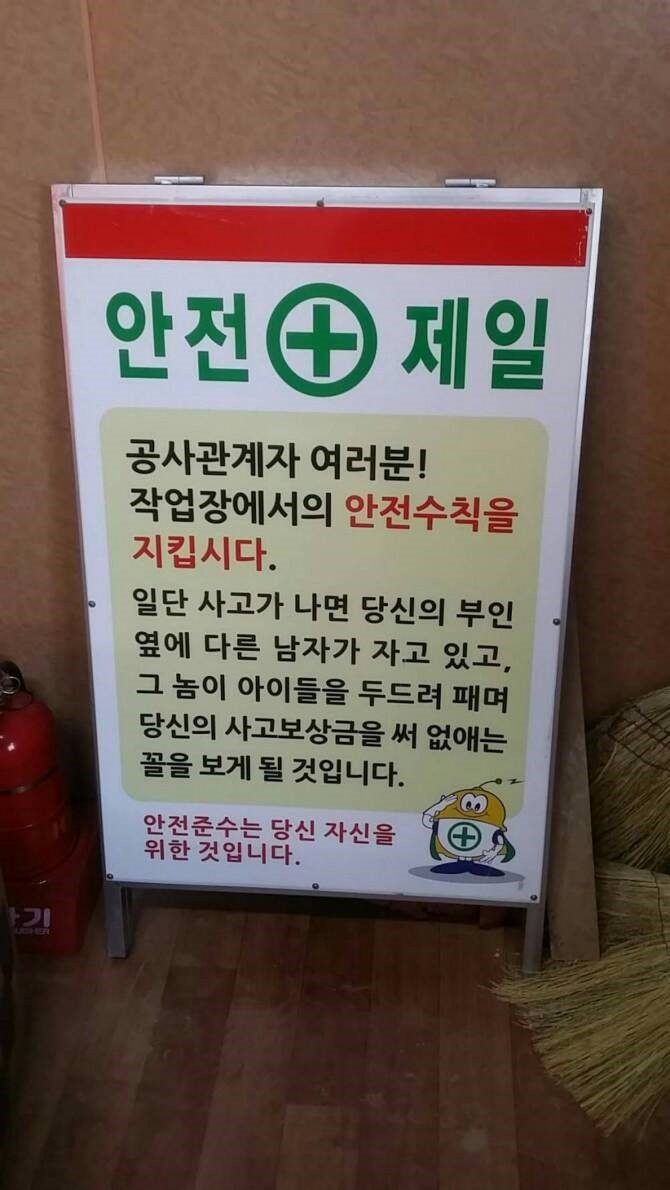 안전 제일
공사관계자 여러분!
작업장에서의 안전수칙을
지킵시다.
일단 사고가 나면 당신의 부인
옆에 다른 남자가 자고 있고,
그 놈이 아이들을 두드려 패며
당신의 사고보상금을 써 없애는
꼴을 보게 될 것입니다.
안전준수는 당신 자신을
위한 것입니다.